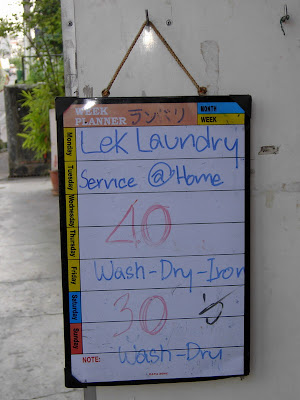 WEEK PLANNER
ランドリ
MONTH
WEEK
Monday
Tuesday
Wednesday
Thursday
Friday
Saturday
Sunday
Lek Laundry
Service @ Home
40
Wash-Dry-Iron
30
NOTE:
Wash-Dry